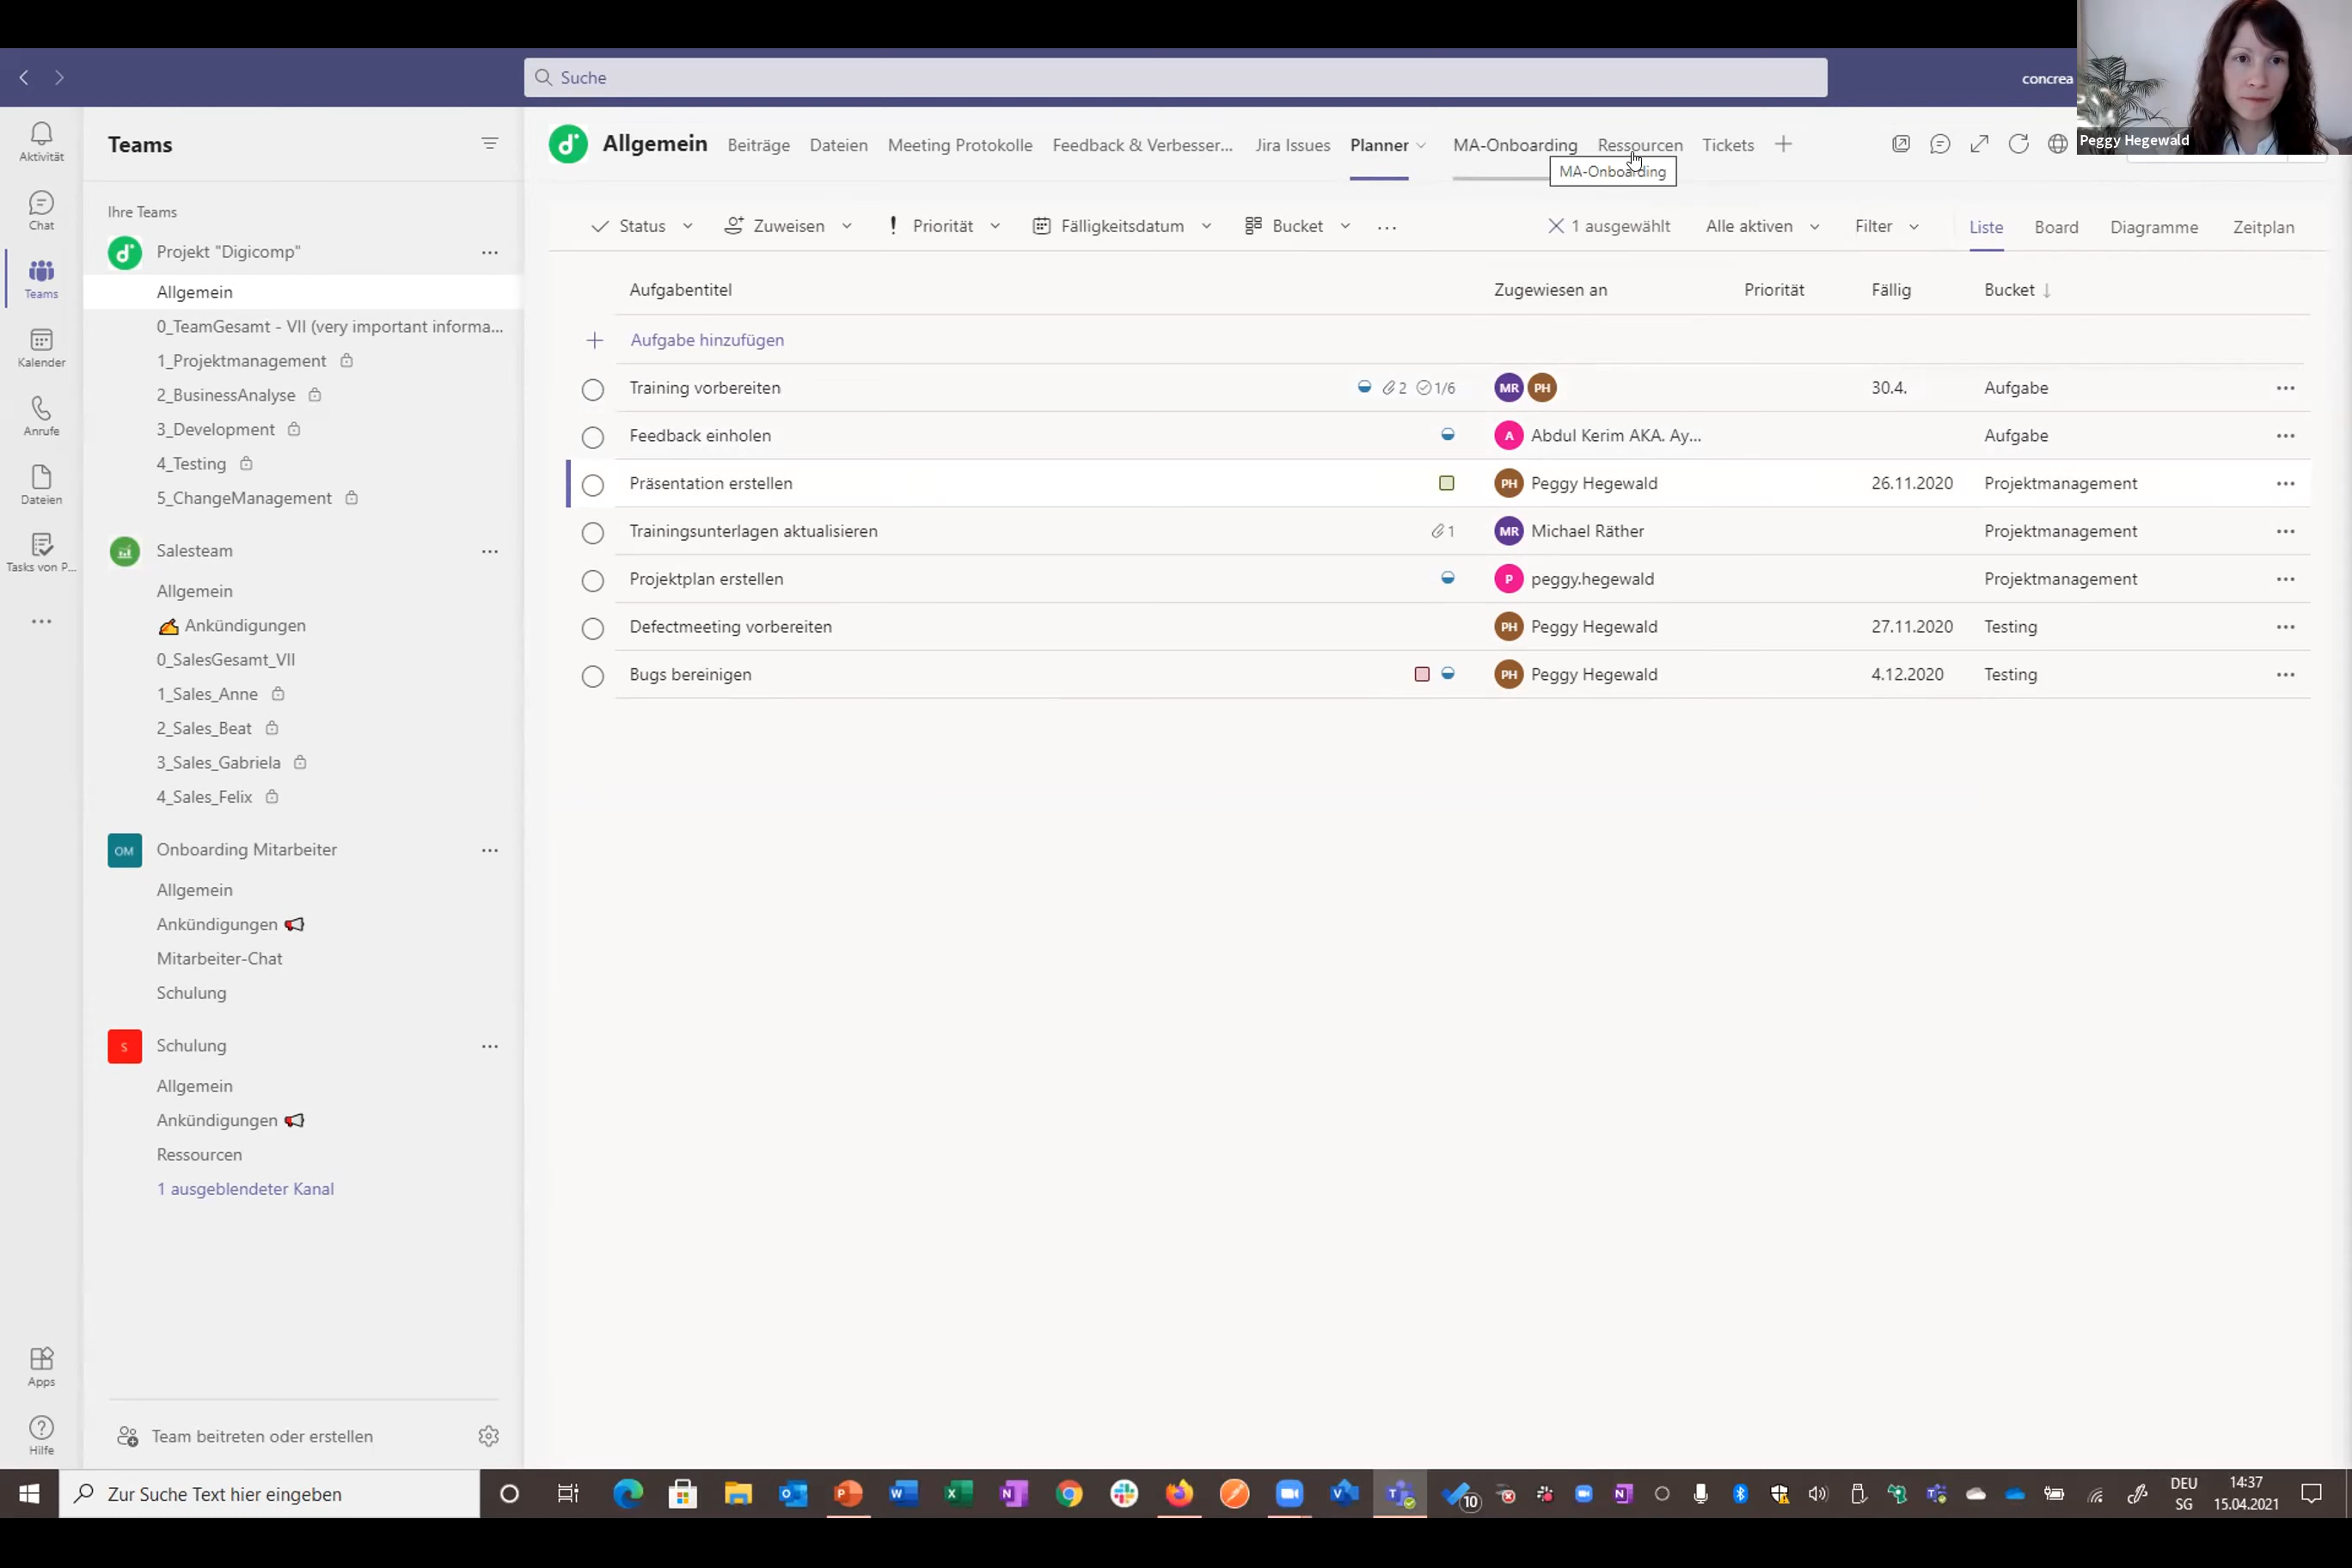 Suche
concrea
Peggy Hegewald
Aktivität
Chat
Teams
Kalender
Anrufe
Dateien
Tasks von P...
Apps
Hilfe
Teams
Ihre Teams
Projekt "Digicomp"
Allgemein
0_TeamGesamt - VII (very important informa...
1_Projektmanagement
2_BusinessAnalyse
3_Development
4_Testing
5_ChangeManagement
Salesteam
Allgemein
Ankündigungen
0_SalesGesamt_VII
1_Sales_Anne
2_Sales_Beat
3_Sales_Gabriela
4_Sales_Felix
OM Onboarding Mitarbeiter
Allgemein
Ankündigungen
Mitarbeiter-Chat
Schulung
S Schulung
Allgemein
Ankündigungen
Ressourcen
1 ausgeblendeter Kanal
Team beitreten oder erstellen
d Allgemein Beiträge Dateien Meeting Protokolle Feedback & Verbesser... Jira Issues Planner MA-Onboarding Ressourcen Tickets
MA-Onboarding
Status Zuweisen Priorität Fälligkeitsdatum Bucket ... 1 ausgewählt Alle aktiven Filter Liste Board Diagramme Zeitplan
Aufgabentitel Zugewiesen an Priorität Fällig Bucket
Aufgabe hinzufügen
Training vorbereiten 2 1/6 MR PH 30.4. Aufgabe
Feedback einholen A Abdul Kerim AKA. Ay... Aufgabe
Präsentation erstellen PH Peggy Hegewald 26.11.2020 Projektmanagement
Trainingsunterlagen aktualisieren 1 MR Michael Räther Projektmanagement
Projektplan erstellen P peggy.hegewald Projektmanagement
Defectmeeting vorbereiten PH Peggy Hegewald 27.11.2020 Testing
Bugs bereinigen PH Peggy Hegewald 4.12.2020 Testing
Zur Suche Text hier eingeben
10
DEU
SG
14:37
15.04.2021